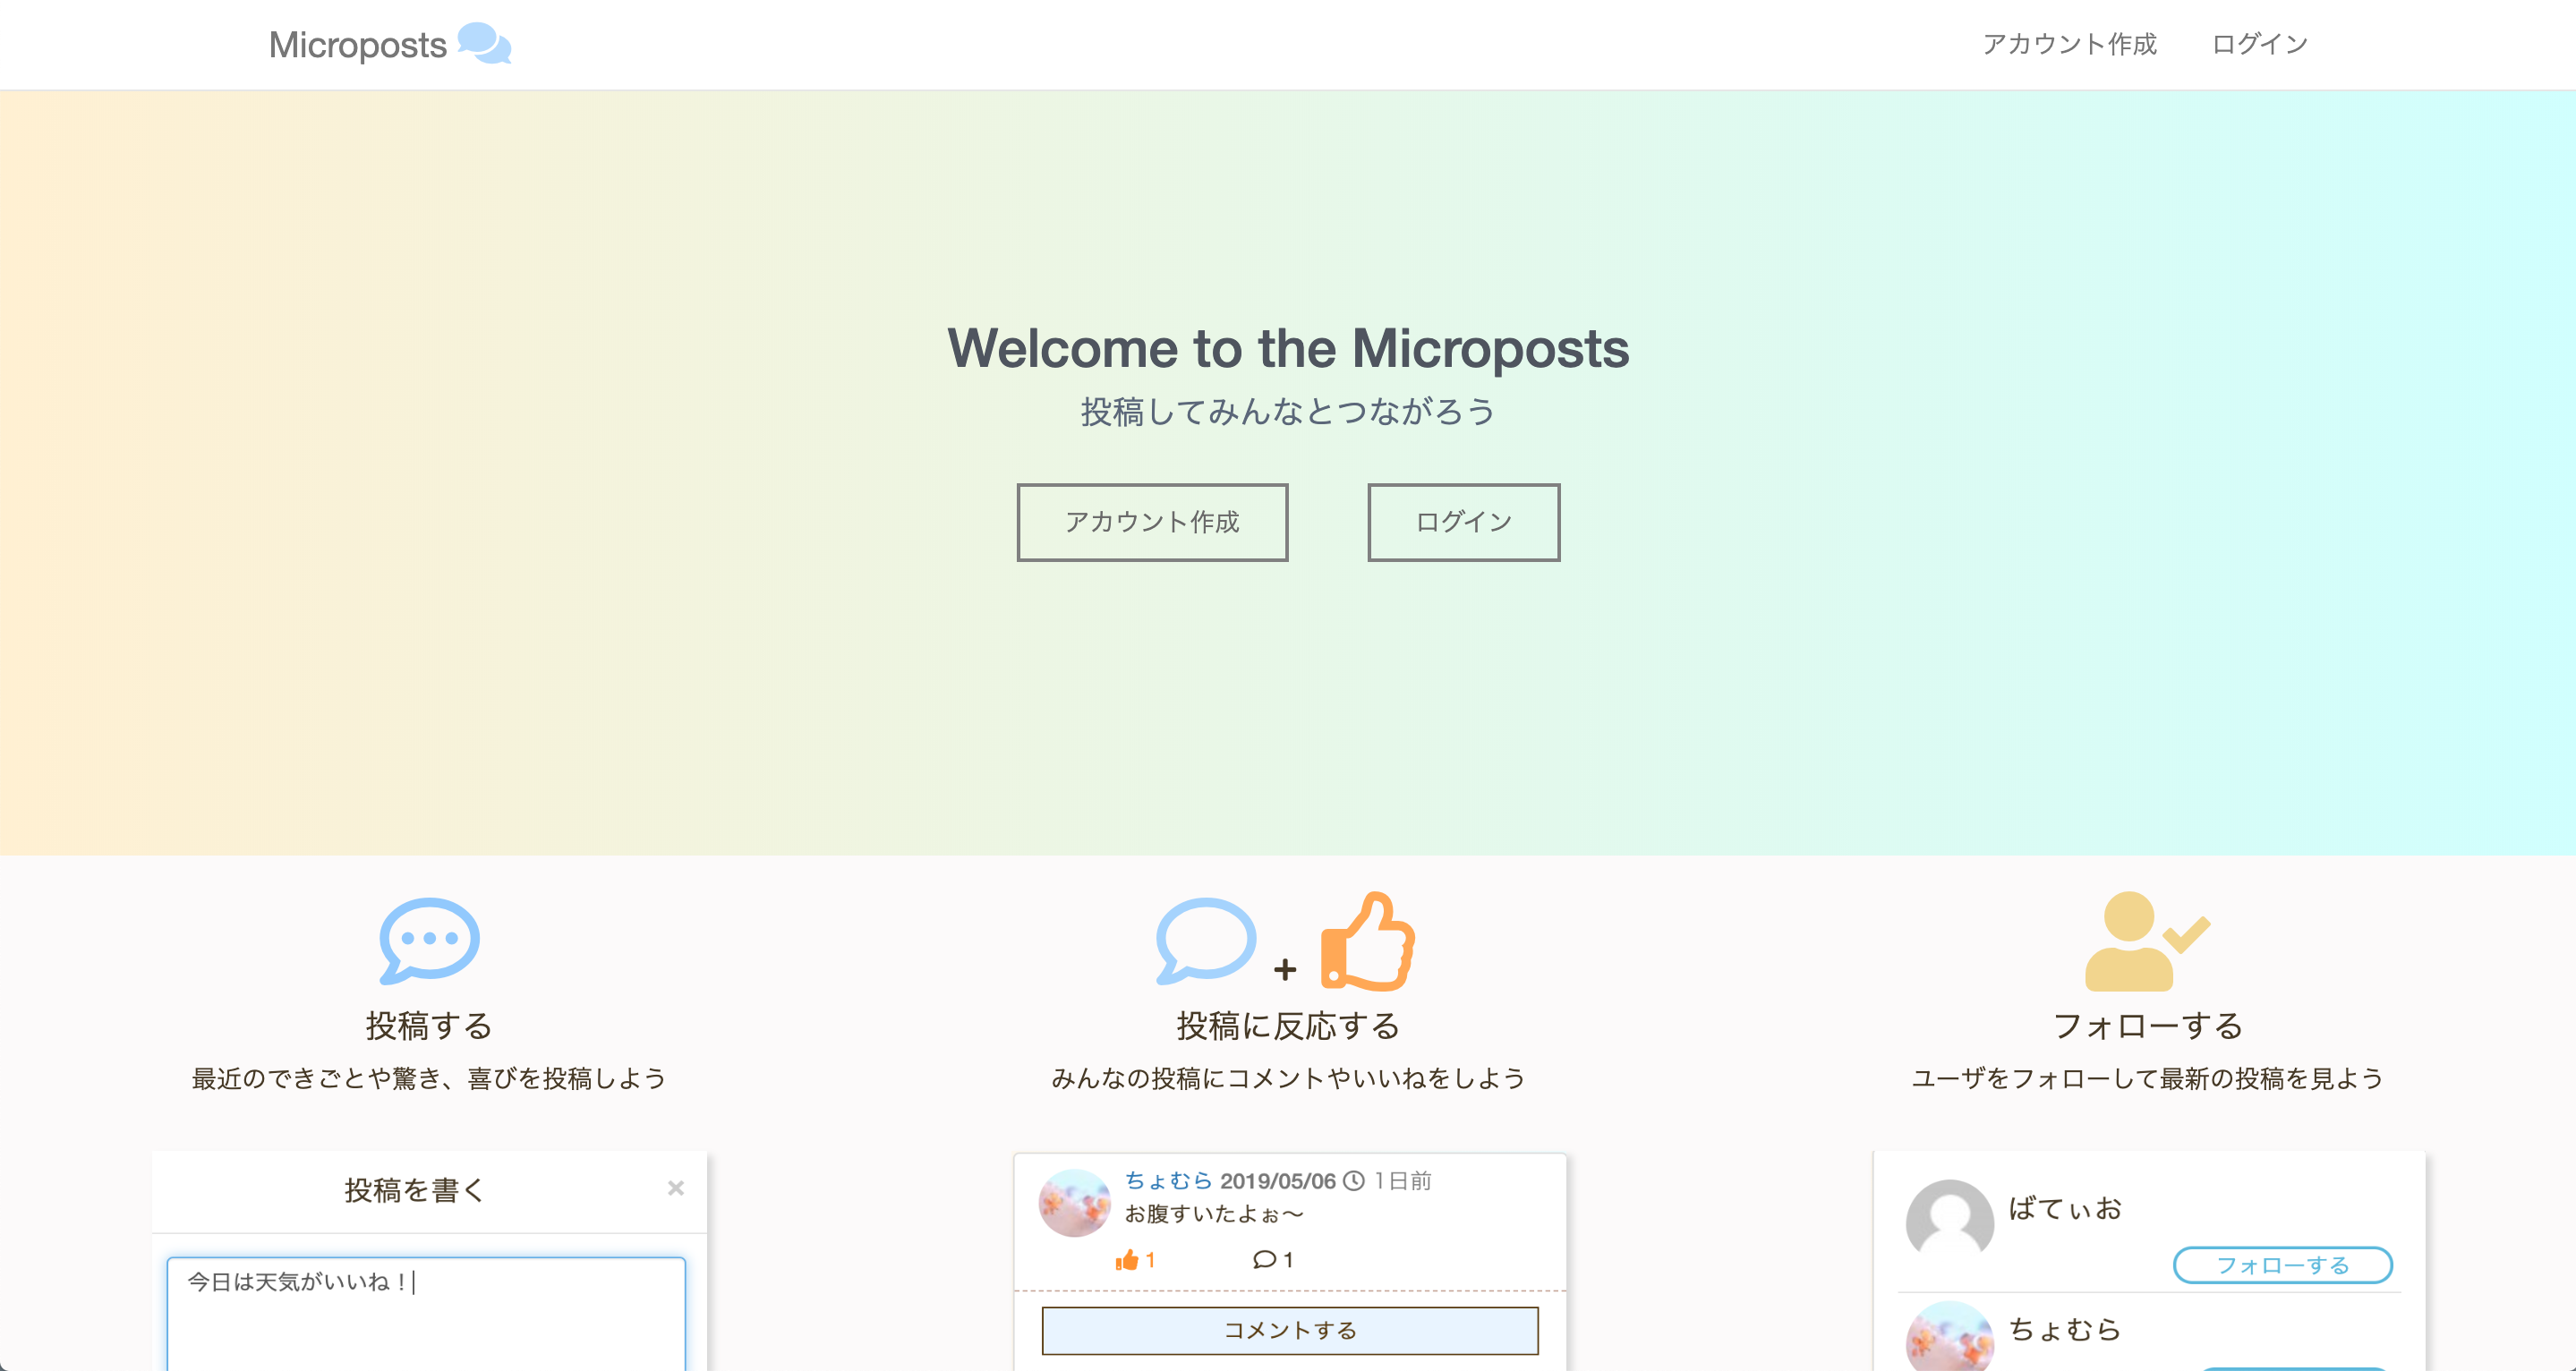 Microposts
アカウント作成 ログイン
Welcome to the Microposts
投稿してみんなとつながろう
アカウント作成 ログイン
投稿する
最近のできごとや驚き、喜びを投稿しよう
投稿を書く ×
今日は天気がいいね！
+
投稿に反応する
みんなの投稿にコメントやいいねをしよう
ちょむら 2019/05/06 1日前
お腹すいたよぉ〜
1 1
コメントする
フォローする
ユーザをフォローして最新の投稿を見よう
ばてぃお
フォローする
ちょむら